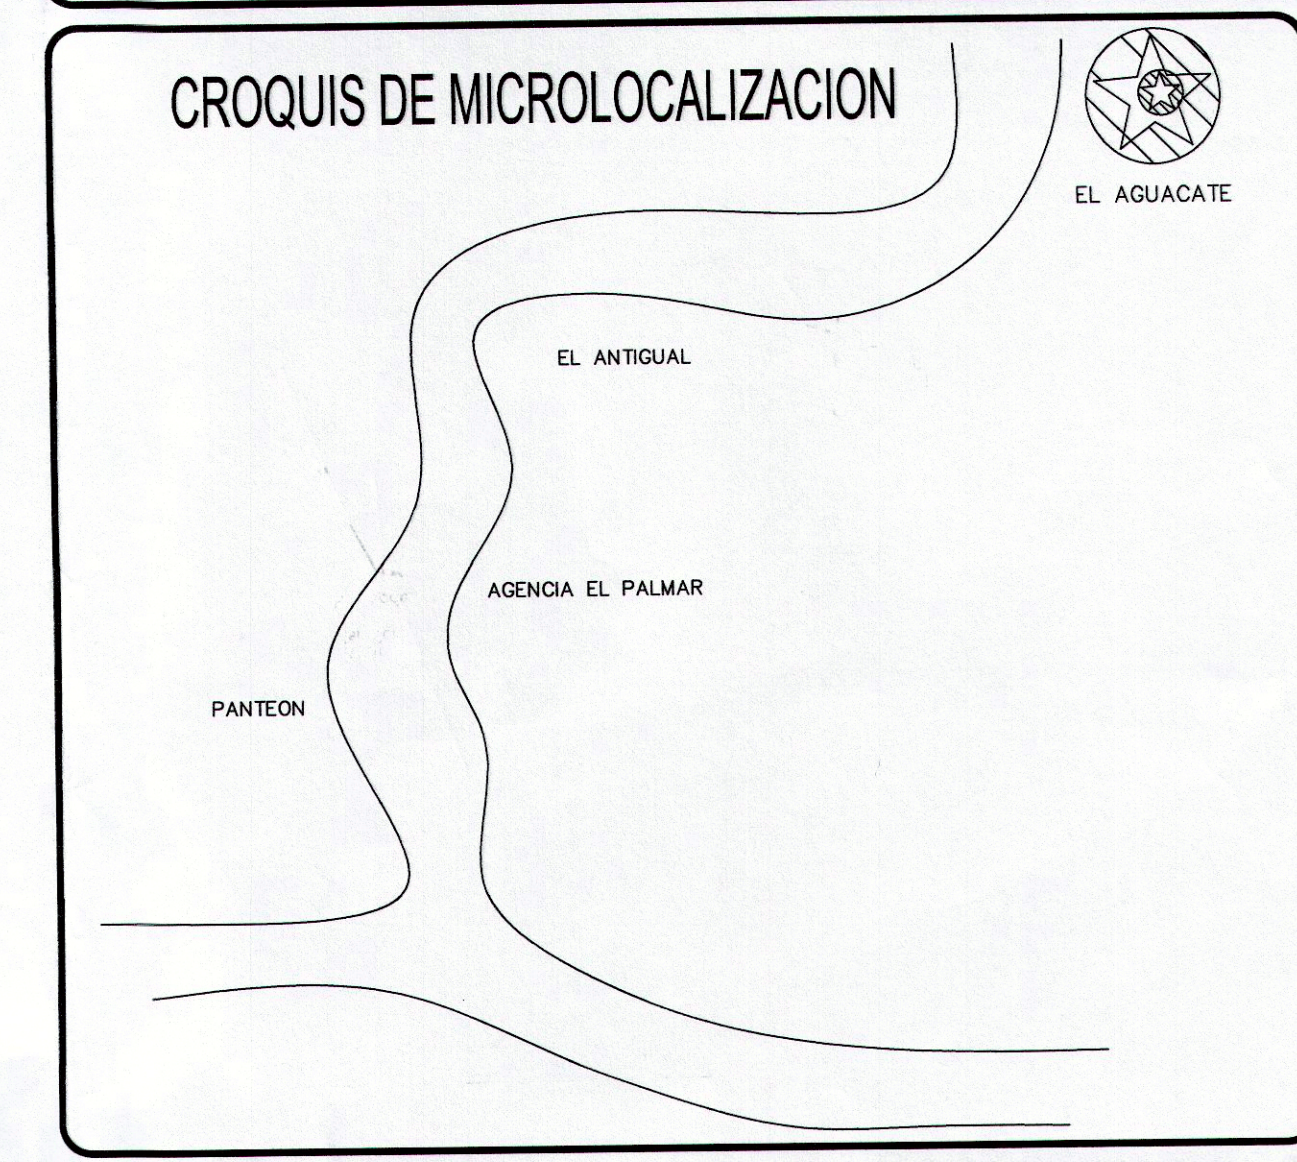 CROQUIS DE MICROLOCALIZACION
EL AGUACATE
EL ANTIGUAL
AGENCIA EL PALMAR
PANTEON